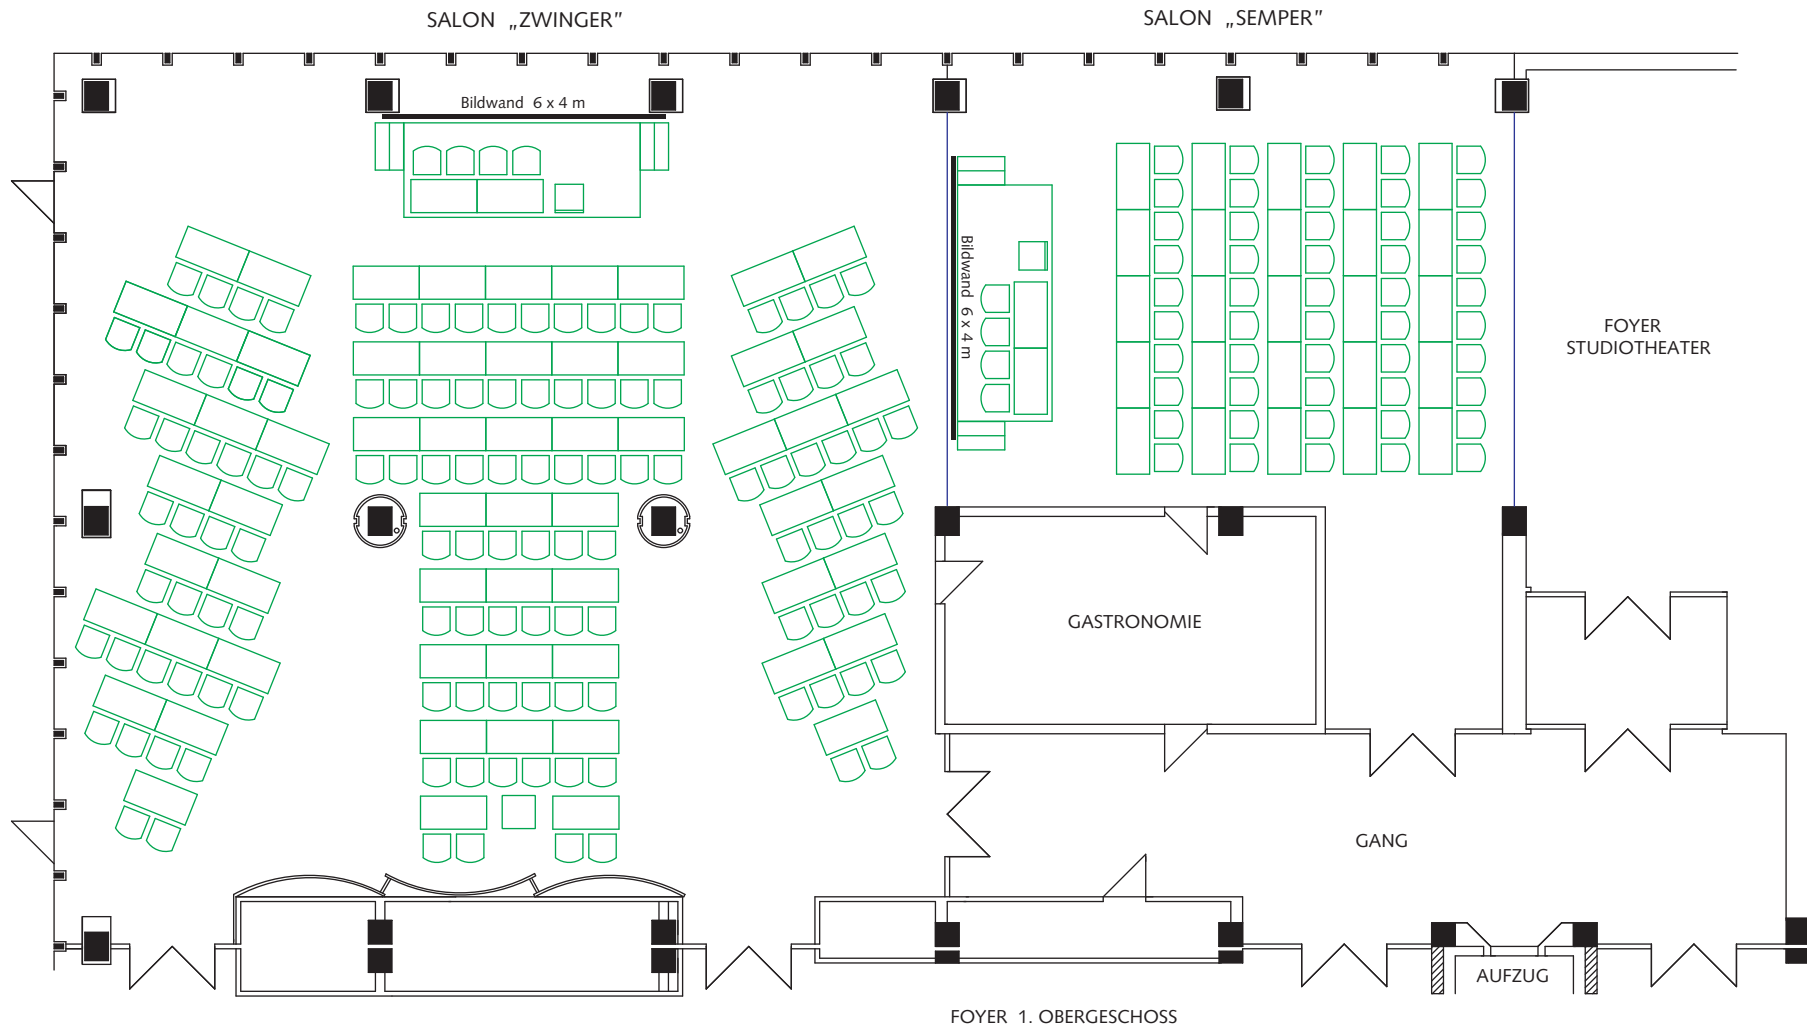 SALON „ZWINGER”
SALON „SEMPER”
Bildwand 6 x 4 m
Bildwand 6 x 4 m
FOYER
STUDIOTHEATER
GASTRONOMIE
GANG
AUFZUG
FOYER 1. OBERGESCHOSS